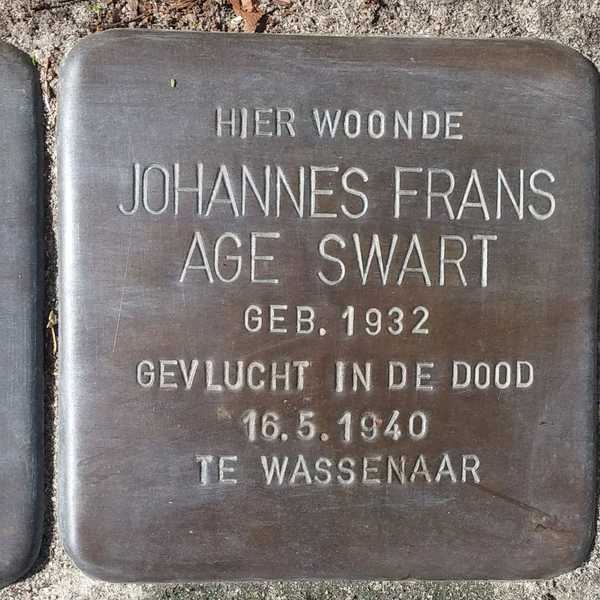 HIER WOONDE
JOHANNES FRANS
AGE SWART
GEB. 1932
GEVLUCHT IN DE DOOD
16.5.1940
TE WASSENAAR